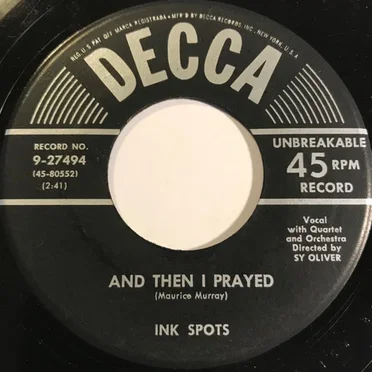 REG. U.S. PAT. OFF. MARCA REGISTRADA • MF'D BY DECCA RECORDS, INC., NEW YORK, U.S.A.
DECCA
RECORD NO.
9-27494
(45-80552)
(2:41)
UNBREAKABLE
45 RPM
RECORD
Vocal
with Quartet
and Orchestra
Directed by
SY OLIVER
AND THEN I PRAYED
(Maurice Murray)
INK SPOTS